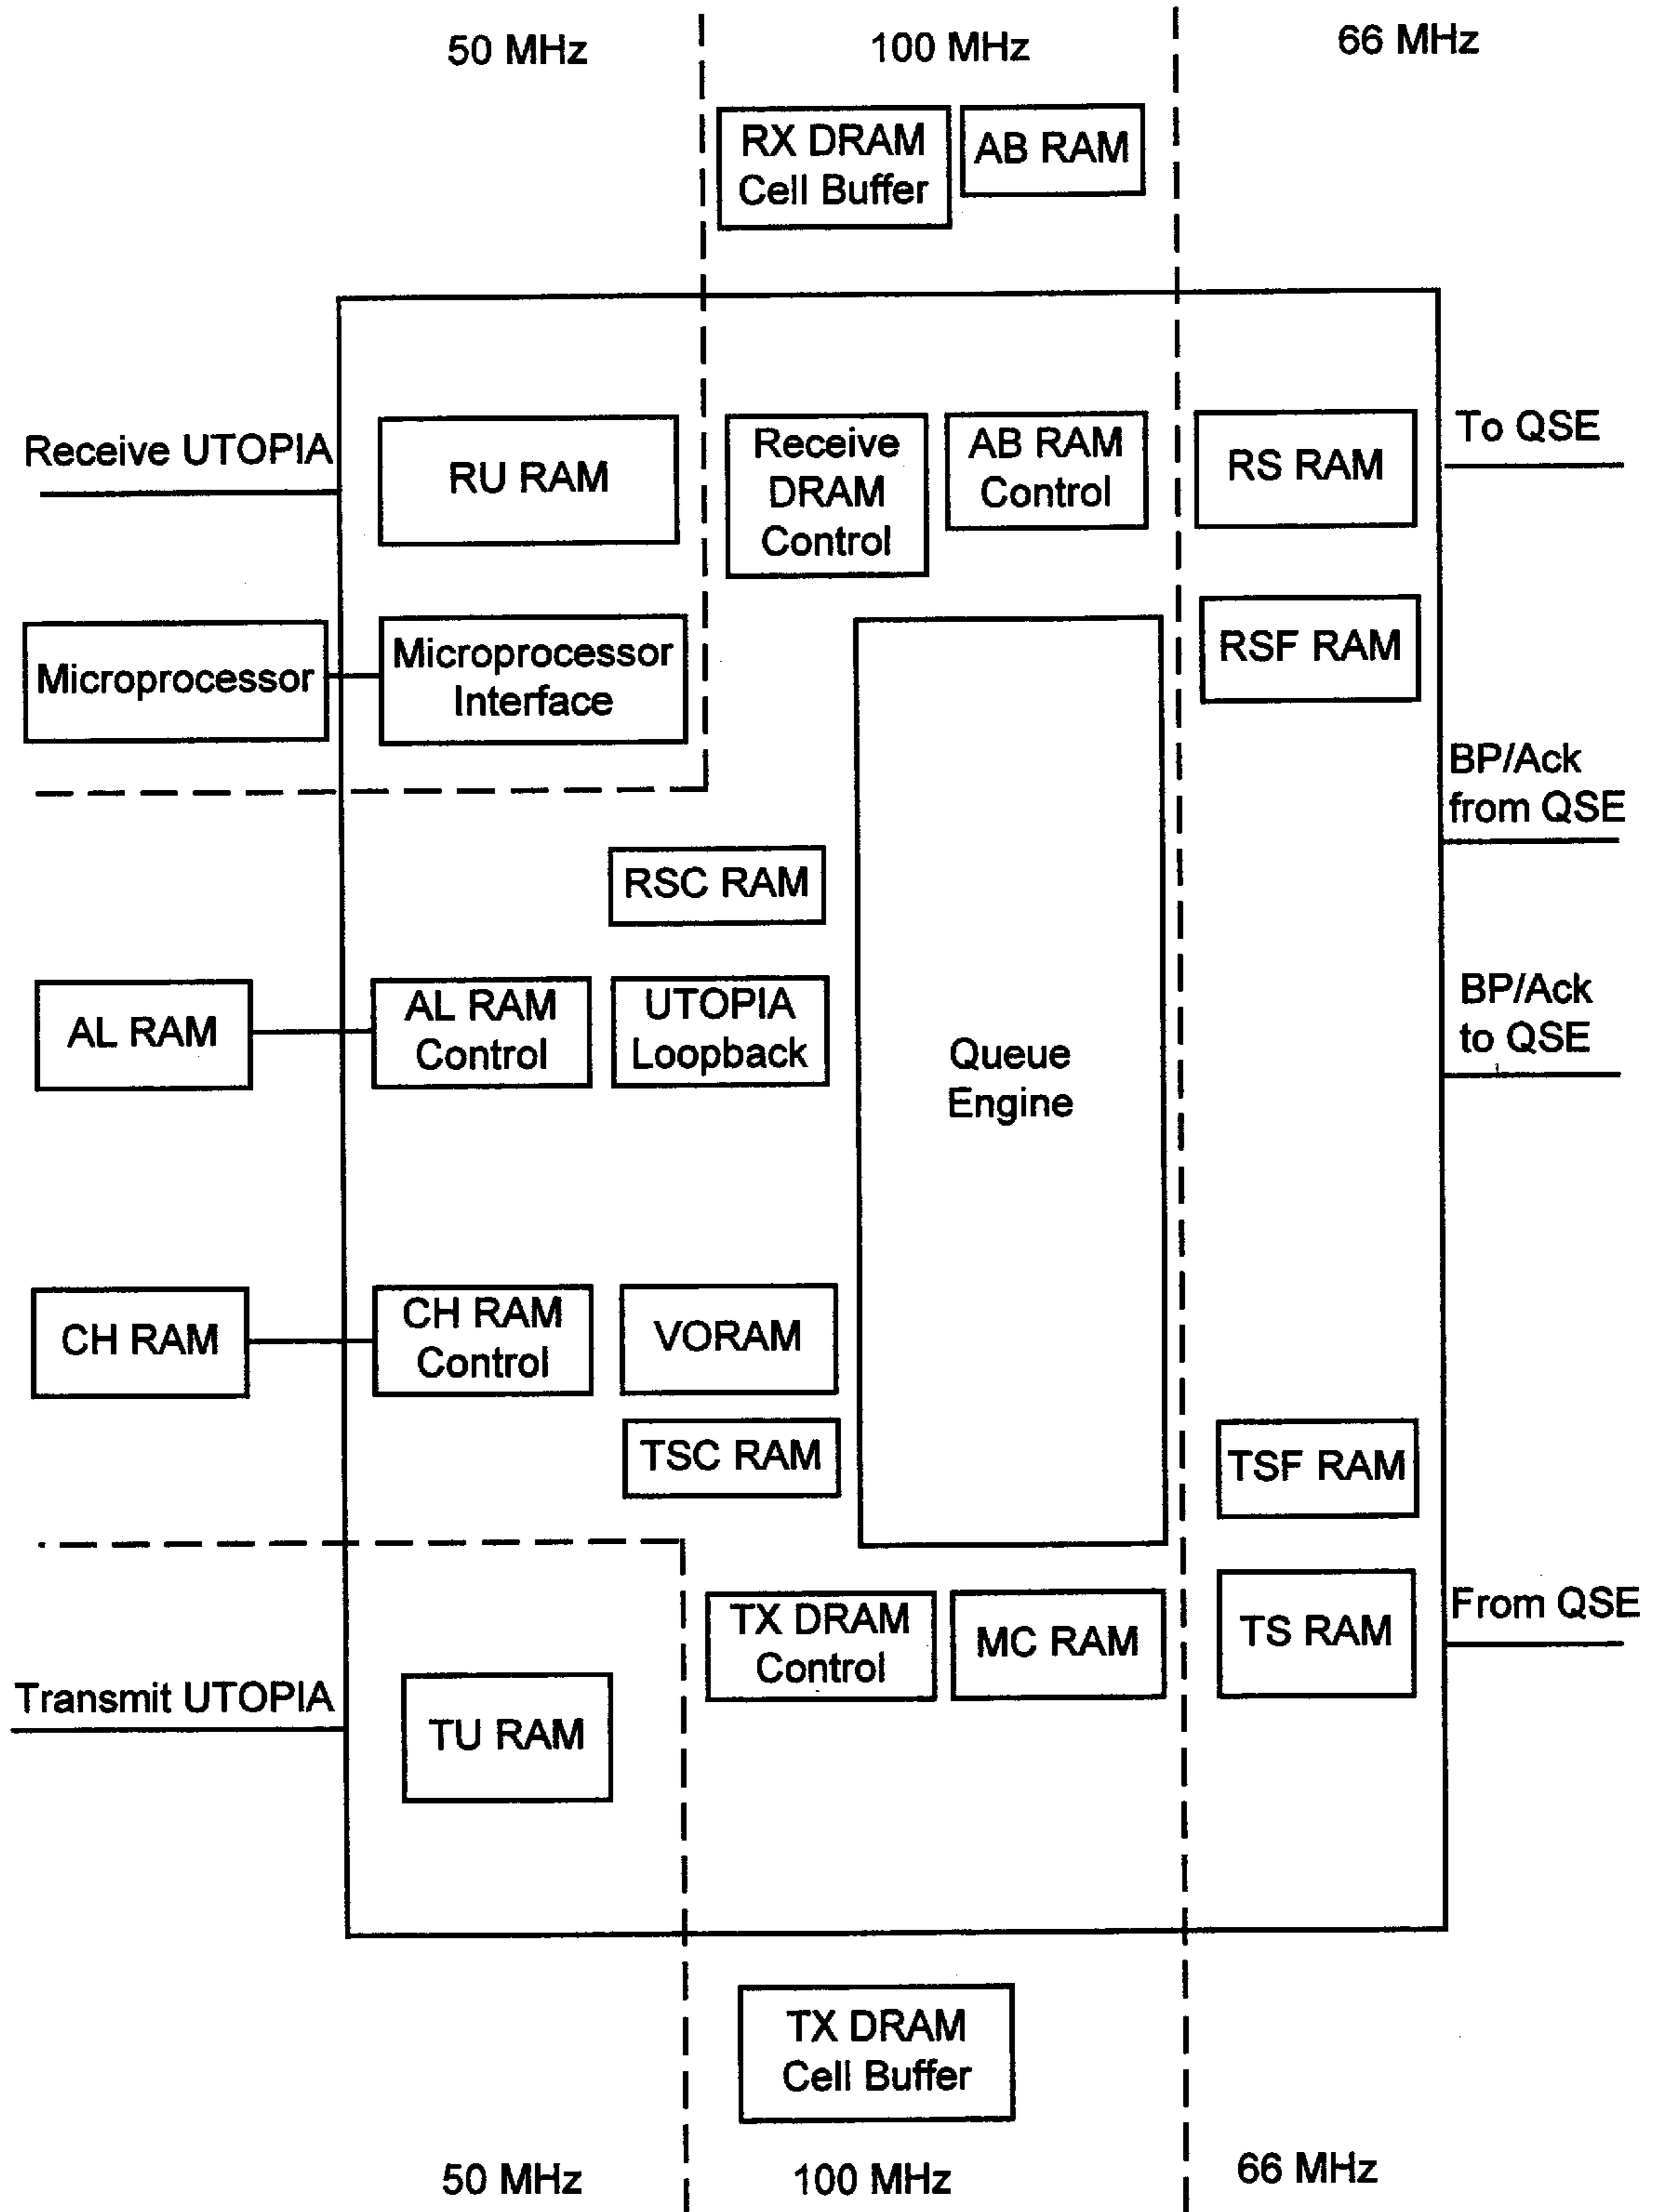 50 MHz
100 MHz
66 MHz
RX DRAM
Cell Buffer
AB RAM
Receive UTOPIA
RU RAM
Receive
DRAM
Control
AB RAM
Control
RS RAM
To QSE
Microprocessor
Microprocessor
Interface
RSF RAM
BP/Ack
from QSE
RSC RAM
AL RAM
AL RAM
Control
UTOPIA
Loopback
Queue
Engine
BP/Ack
to QSE
CH RAM
CH RAM
Control
VORAM
TSC RAM
TSF RAM
Transmit UTOPIA
TU RAM
TX DRAM
Control
MC RAM
TS RAM
From QSE
TX DRAM
Cell Buffer
50 MHz
100 MHz
66 MHz